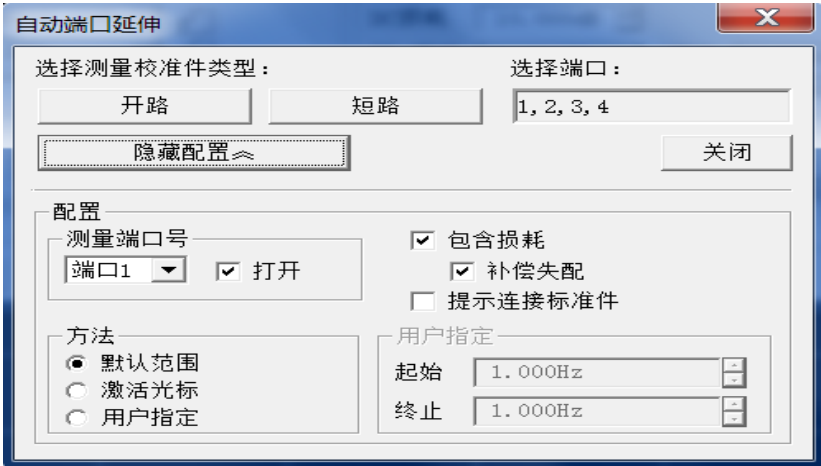 自动端口延伸
选择测量校准件类型： 选择端口：
开路 短路 1,2,3,4
隐藏配置︽ 关闭
配置
测量端口号
端口1 打开
包含损耗
补偿失配
提示连接标准件
方法
默认范围
激活光标
用户指定
用户指定
起始 1.000Hz
终止 1.000Hz